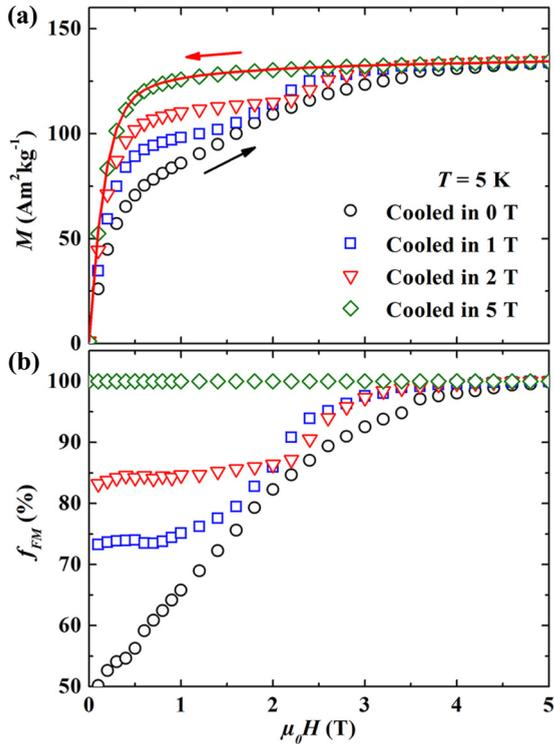 (a)
150
100
50
0
M (Am²kg⁻¹)
T = 5 K
Cooled in 0 T
Cooled in 1 T
Cooled in 2 T
Cooled in 5 T
(b)
100
90
80
70
60
50
f_FM (%)
0 1 2 3 4 5
μ₀H (T)